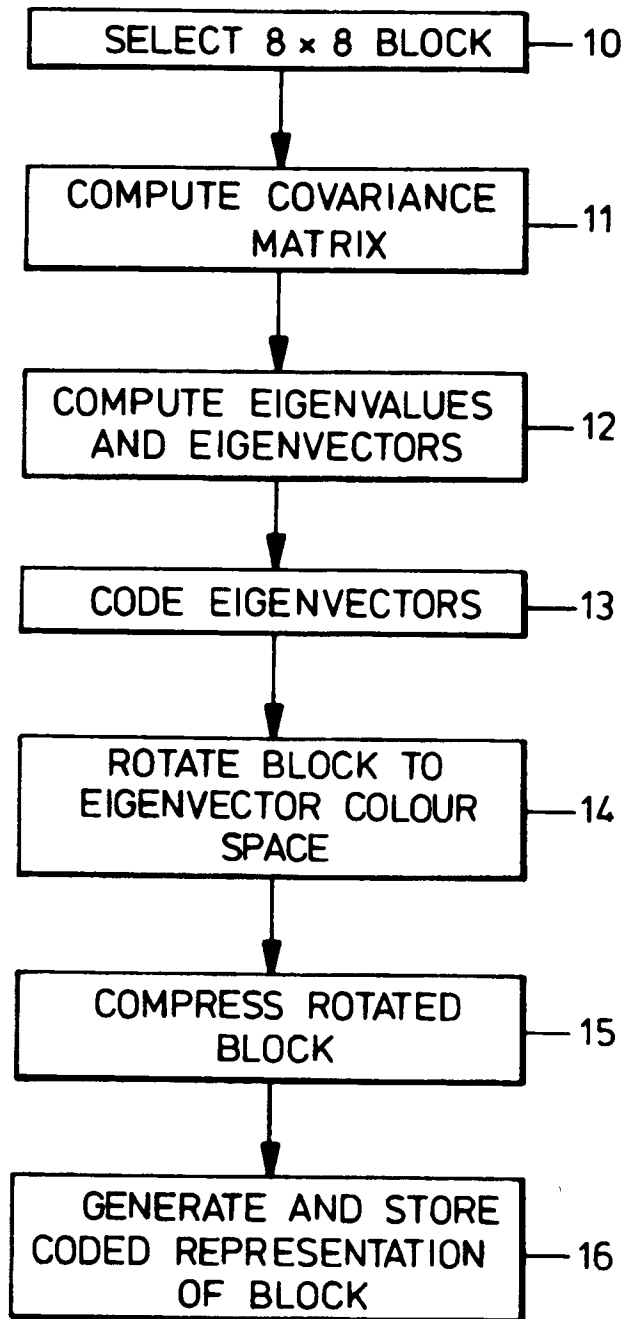 SELECT 8 × 8 BLOCK
10
COMPUTE COVARIANCE
MATRIX
11
COMPUTE EIGENVALUES
AND EIGENVECTORS
12
CODE EIGENVECTORS
13
ROTATE BLOCK TO
EIGENVECTOR COLOUR
SPACE
14
COMPRESS ROTATED
BLOCK
15
GENERATE AND STORE
CODED REPRESENTATION
OF BLOCK
16